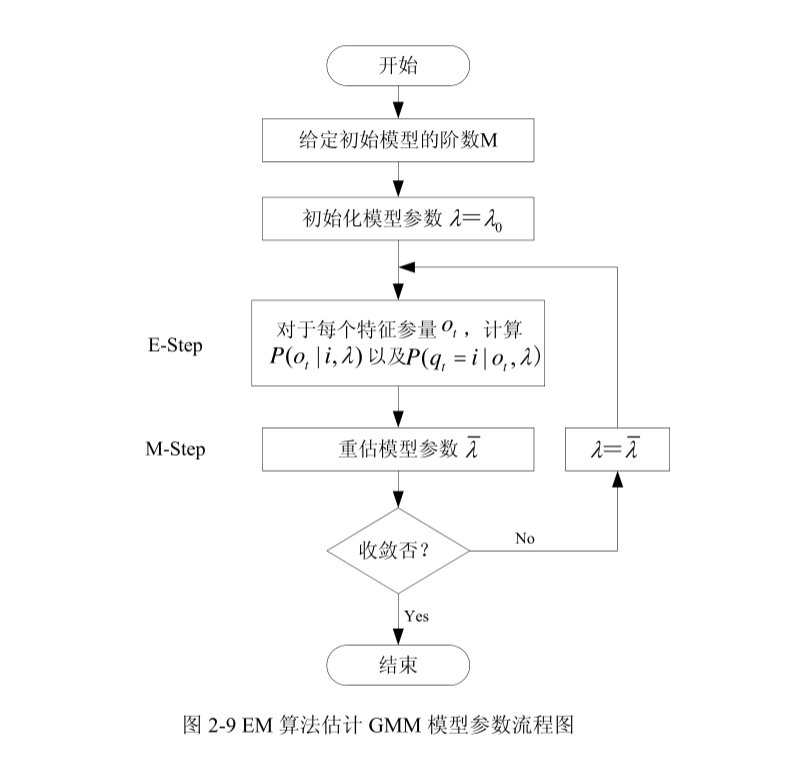 开始
给定初始模型的阶数M
初始化模型参数 λ=λ₀
E-Step
对于每个特征参量 oₜ ，计算
P(oₜ | i, λ) 以及P(qₜ = i | oₜ, λ)
M-Step
重估模型参数 λ̅
λ=λ̅
收敛否？
No
Yes
结束
图 2-9 EM 算法估计 GMM 模型参数流程图